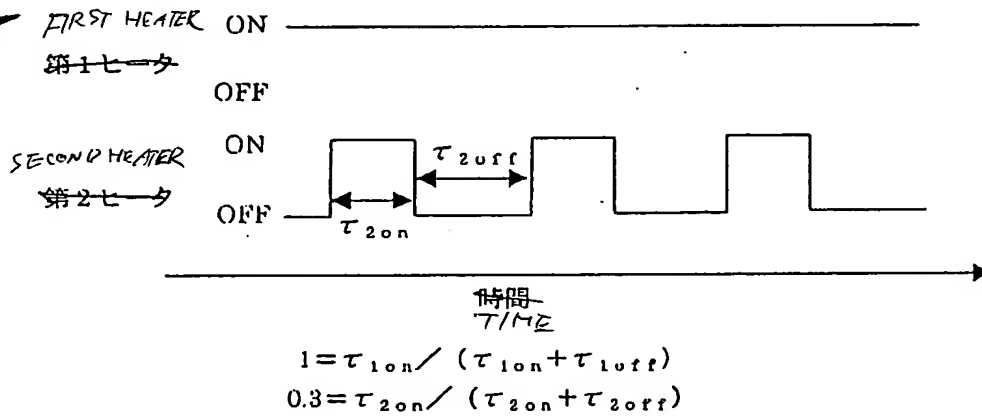 FIRST HEATER ON
第1ヒータ
OFF
SECOND HEATER ON
第2ヒータ OFF
τ2off
τ2on
時間
TIME
1=τ1on/(τ1on+τ1off)
0.3=τ2on/(τ2on+τ2off)